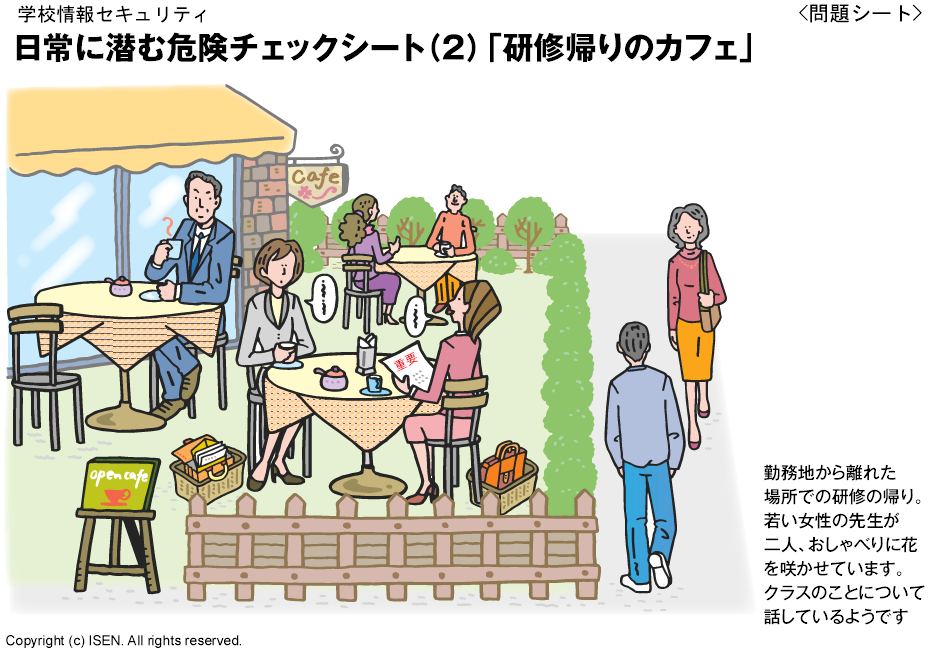 学校情報セキュリティ
〈問題シート〉
日常に潜む危険チェックシート（2）「研修帰りのカフェ」
Cafe
重要
open cafe
勤務地から離れた
場所での研修の帰り。
若い女性の先生が
二人、おしゃべりに花
を咲かせています。
クラスのことについて
話しているようです
Copyright (c) ISEN. All rights reserved.